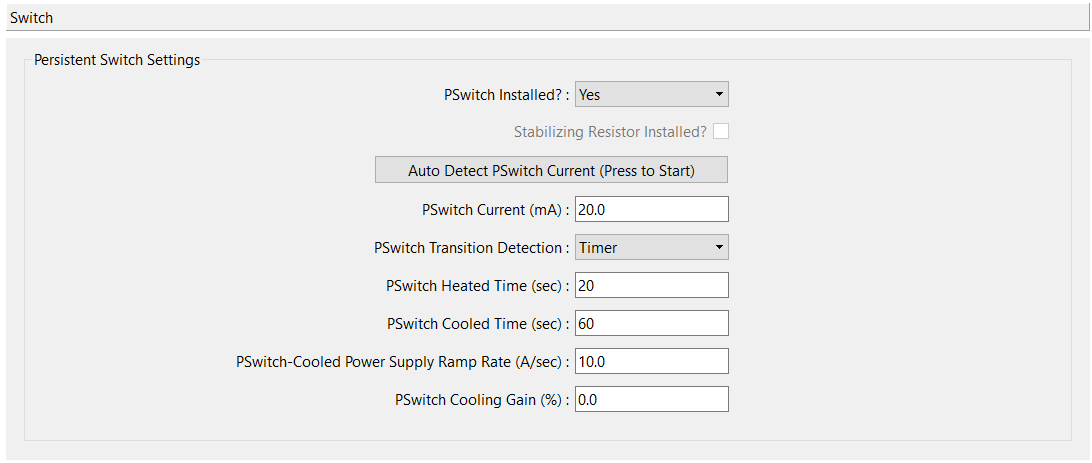 Switch
Persistent Switch Settings
PSwitch Installed? : Yes
Stabilizing Resistor Installed?
Auto Detect PSwitch Current (Press to Start)
PSwitch Current (mA) : 20.0
PSwitch Transition Detection : Timer
PSwitch Heated Time (sec) : 20
PSwitch Cooled Time (sec) : 60
PSwitch-Cooled Power Supply Ramp Rate (A/sec) : 10.0
PSwitch Cooling Gain (%) : 0.0